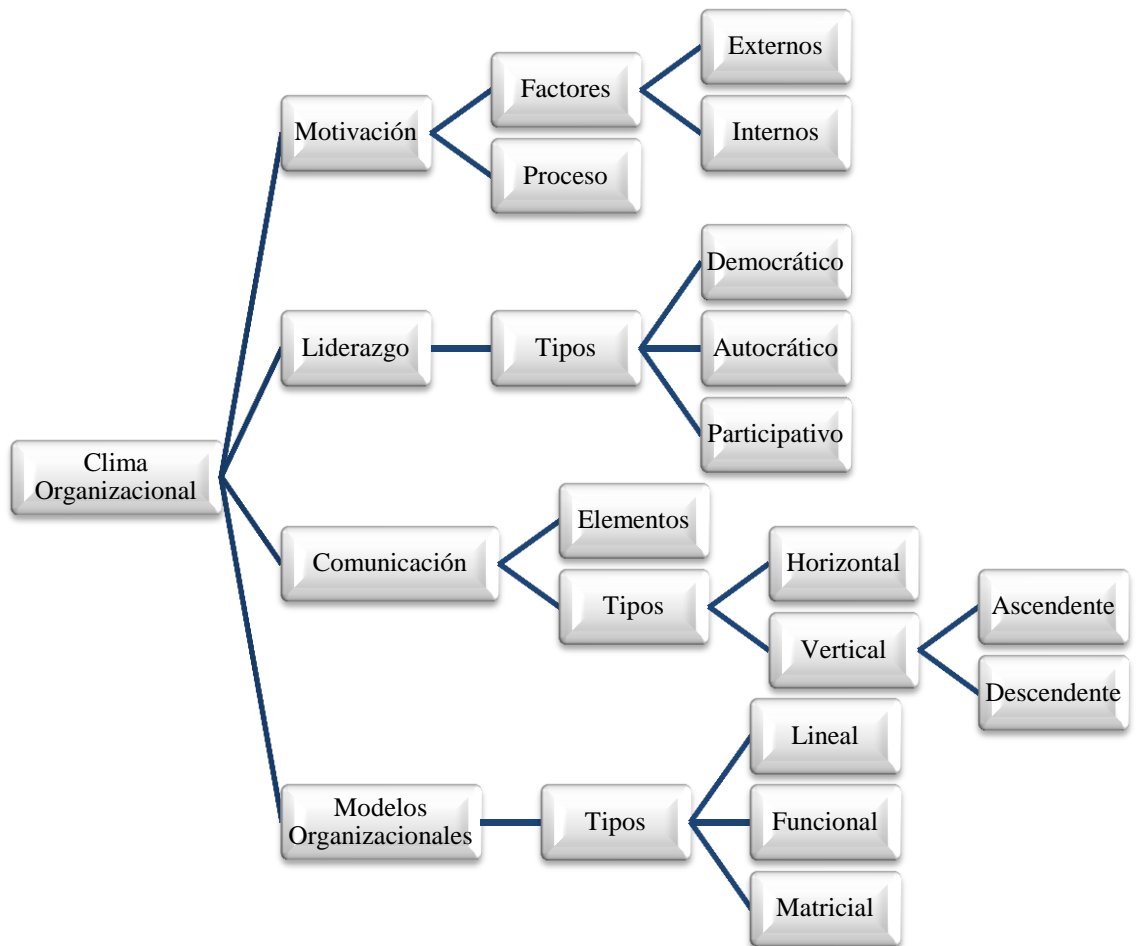 Externos
Factores
Internos
Motivación
Proceso
Democrático
Liderazgo
Tipos
Autocrático
Participativo
Clima
Organizacional
Elementos
Comunicación
Horizontal
Tipos
Ascendente
Vertical
Descendente
Lineal
Modelos
Organizacionales
Tipos
Funcional
Matricial